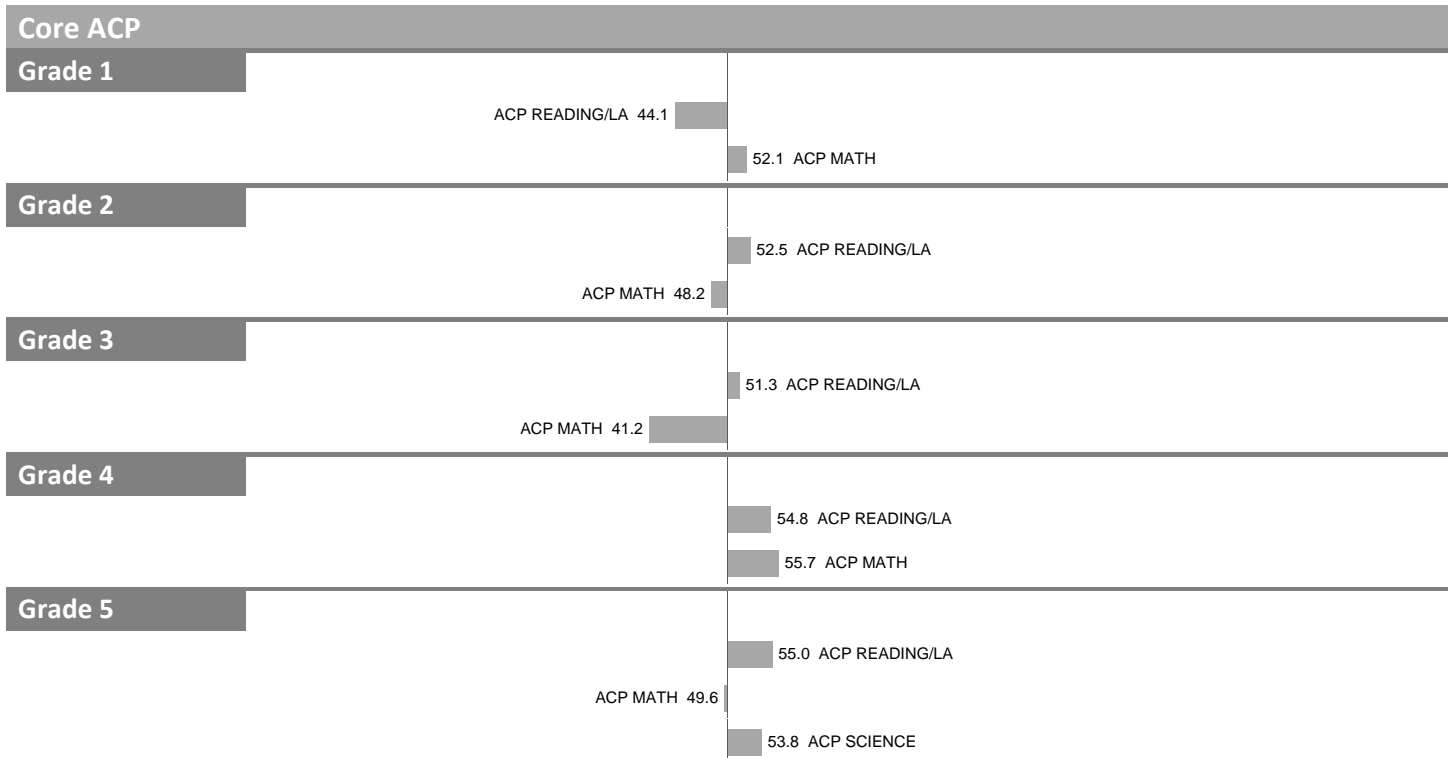 Core ACP
Grade 1
ACP READING/LA 44.1
52.1 ACP MATH
Grade 2
52.5 ACP READING/LA
ACP MATH 48.2
Grade 3
51.3 ACP READING/LA
ACP MATH 41.2
Grade 4
54.8 ACP READING/LA
55.7 ACP MATH
Grade 5
55.0 ACP READING/LA
ACP MATH 49.6
53.8 ACP SCIENCE